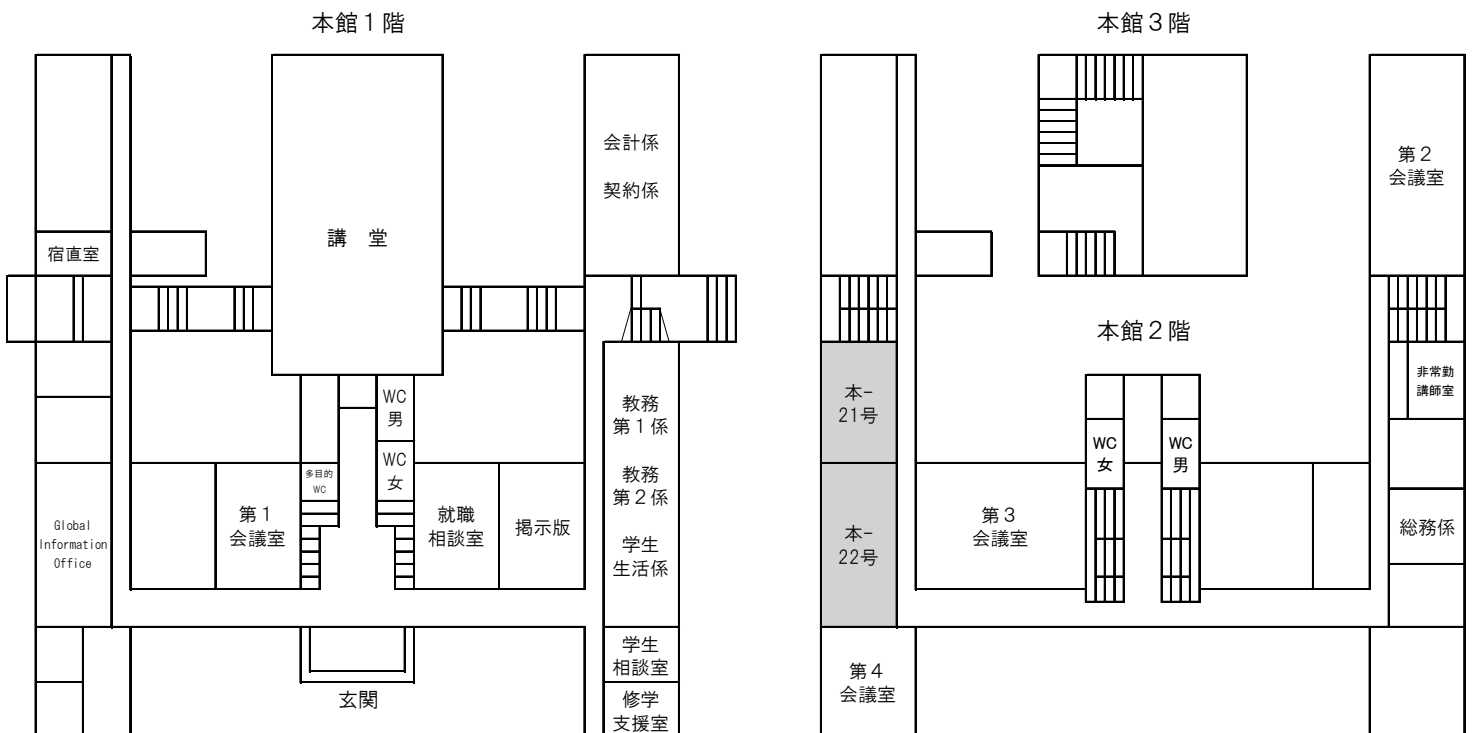 本館１階
会計係
契約係
講　堂
宿直室
WC
男
WC
女
多目的
WC
教務
第１係
教務
第２係
学生
生活係
Global
Information
Office
第１
会議室
就職
相談室
掲示版
学生
相談室
修学
支援室
玄関
本館３階
第２
会議室
本館２階
非常勤
講師室
本-
21号
WC
女
WC
男
本-
22号
第３
会議室
総務係
第４
会議室